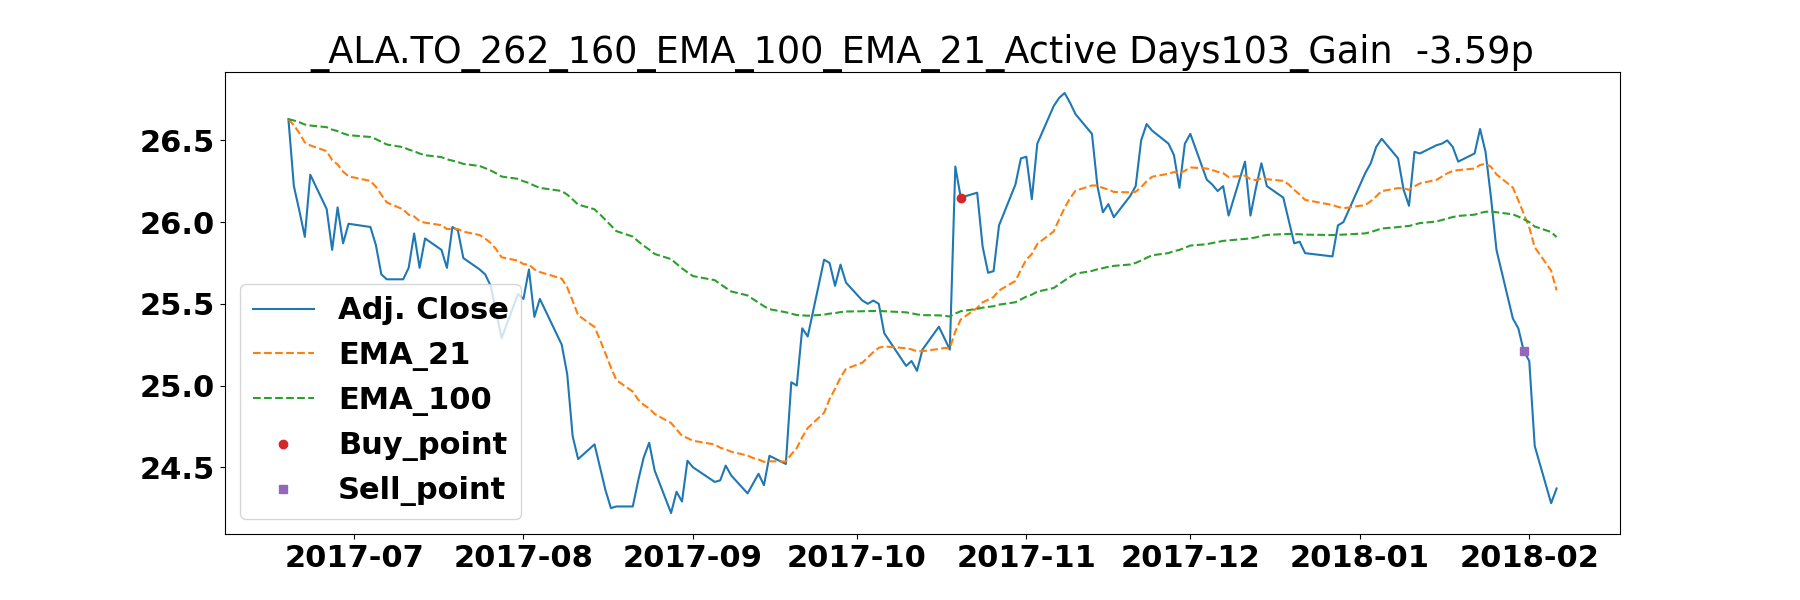 _ALA.TO_262_160_EMA_100_EMA_21_Active Days103_Gain  -3.59p
26.5
26.0
25.5
25.0
24.5
Adj. Close
EMA_21
EMA_100
Buy_point
Sell_point
2017-07 2017-08 2017-09 2017-10 2017-11 2017-12 2018-01 2018-02